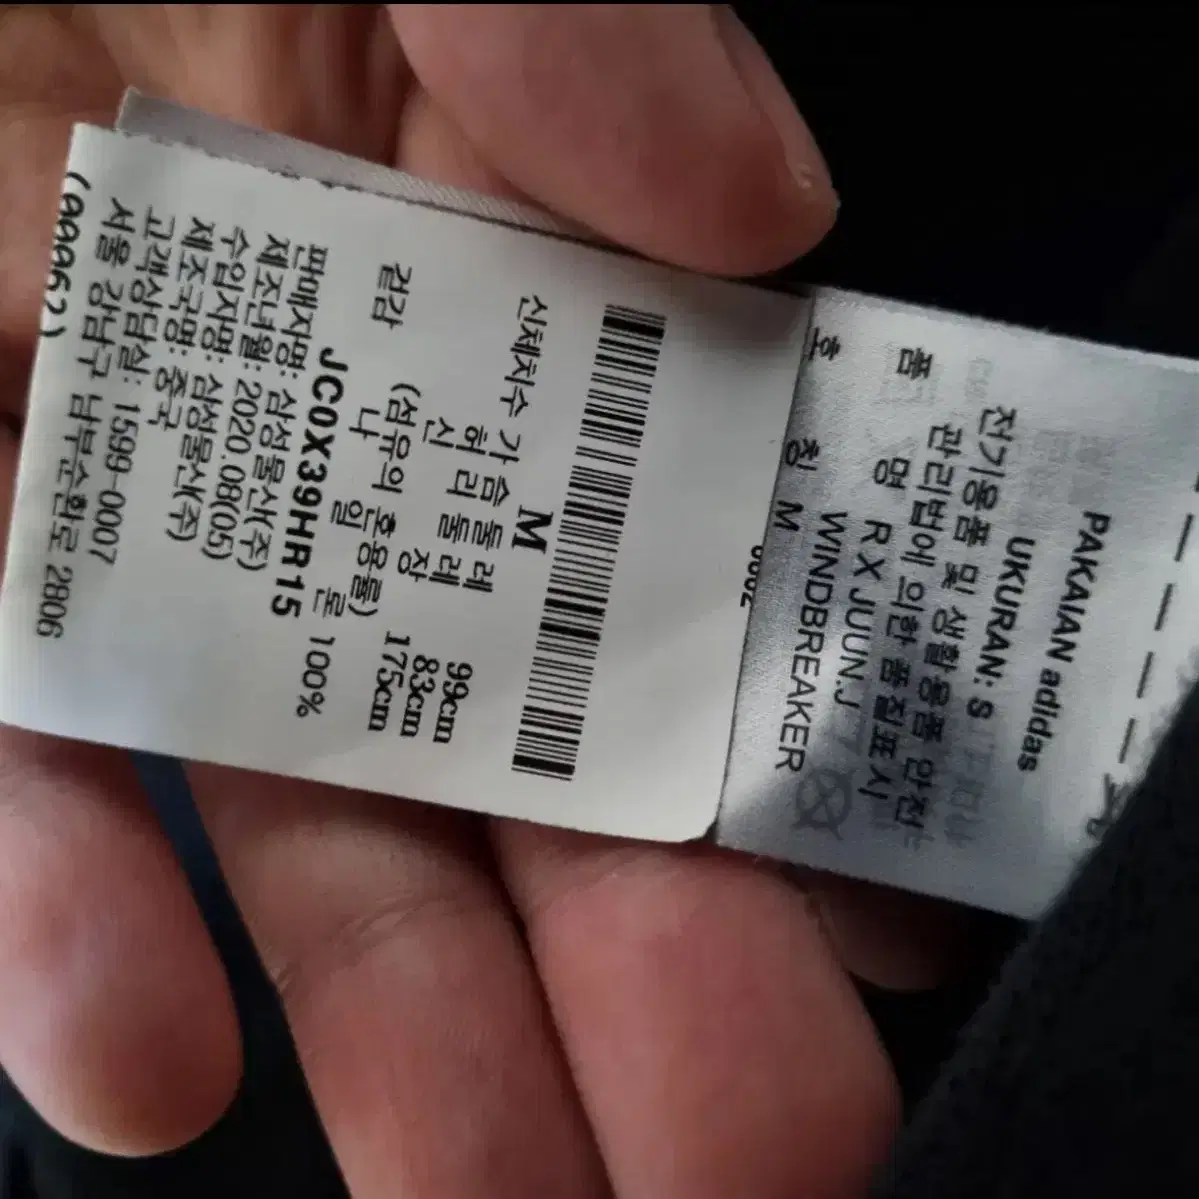 PAKAIAN adidas
UKURAN: S
전기용품 및 생활용품 안전
관리법에 의한 품질표시
품 명 RX JUUN.J
WINDBREAKER
호 칭 M
M
신체치수 가슴둘레 99cm
허리둘레 83cm
신 장 175cm
(섬유의 혼용률)
겉감 나 일 론 100%
JC0X39HR15
판매자명: 삼성물산(주)
제조년월: 2020.08(05)
수입자명: 삼성물산(주)
제조국명: 중국
고객상담실: 1599-0007
서울 강남구 남부순환로 2806